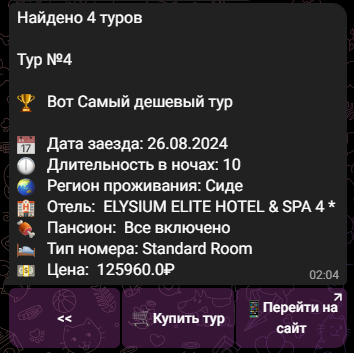 Найдено 4 туров
Тур №4
🏆 Вот Самый дешевый тур
📅 Дата заезда: 26.08.2024
🕛 Длительность в ночах: 10
🌍 Регион проживания: Сиде
🏨 Отель: ELYSIUM ELITE HOTEL & SPA 4 *
🍖 Пансион: Все включено
🛏 Тип номера: Standard Room
💵 Цена: 125960.0₽
02:04
<<
🛒Купить тур
📱Перейти на
сайт